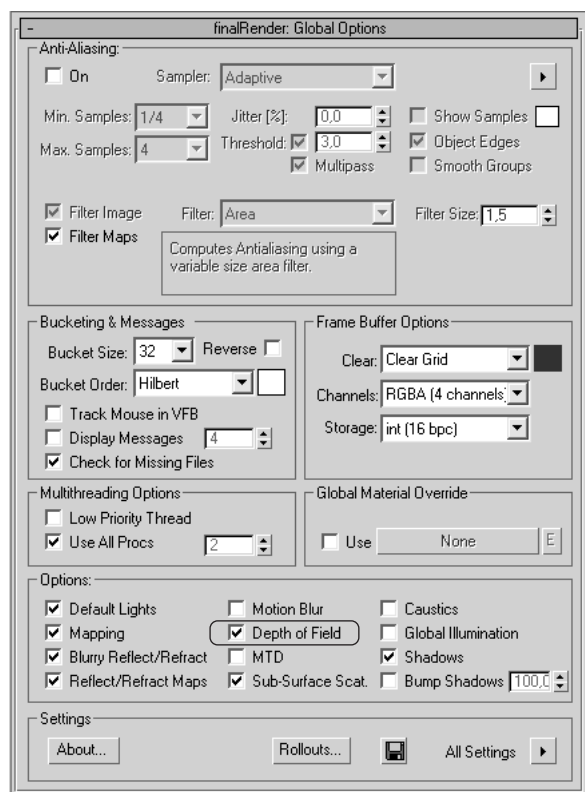 - finalRender: Global Options
Anti-Aliasing:
On Sampler: Adaptive
Min. Samples: 1/4 Jitter [%]: 0,0 Show Samples
Max. Samples: 4 Threshold: 3,0 Object Edges
Multipass Smooth Groups
Filter Image Filter: Area Filter Size: 1,5
Filter Maps
Computes Antialiasing using a
variable size area filter.
Bucketing & Messages
Bucket Size: 32 Reverse
Bucket Order: Hilbert
Track Mouse in VFB
Display Messages 4
Check for Missing Files
Frame Buffer Options
Clear: Clear Grid
Channels: RGBA (4 channels)
Storage: int (16 bpc)
Multithreading Options
Low Priority Thread
Use All Procs 2
Global Material Override
Use None E
Options:
Default Lights Motion Blur Caustics
Mapping Depth of Field Global Illumination
Blurry Reflect/Refract MTD Shadows
Reflect/Refract Maps Sub-Surface Scat. Bump Shadows 100,0
Settings
About... Rollouts... All Settings